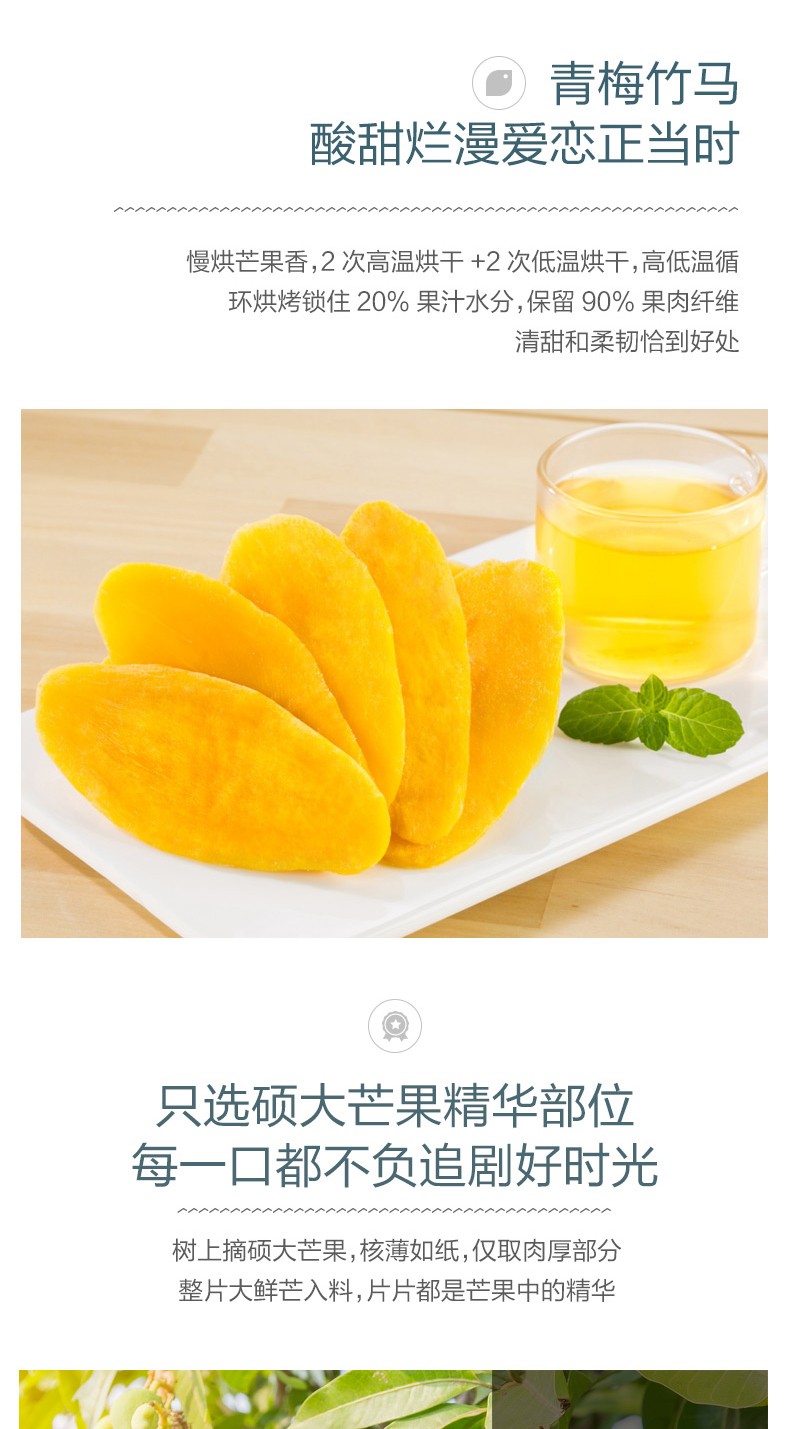 青梅竹马
酸甜烂漫爱恋正当时
慢烘芒果香,2 次高温烘干 +2 次低温烘干,高低温循
环烘烤锁住 20% 果汁水分,保留 90% 果肉纤维
清甜和柔韧恰到好处
只选硕大芒果精华部位
每一口都不负追剧好时光
树上摘硕大芒果,核薄如纸,仅取肉厚部分
整片大鲜芒入料,片片都是芒果中的精华